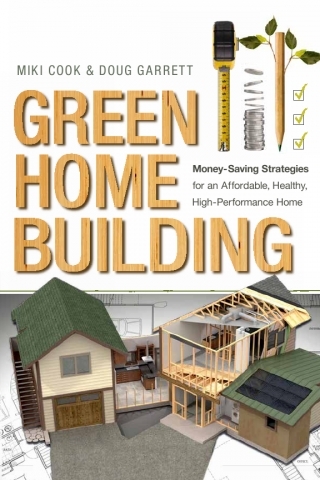 MIKI COOK & DOUG GARRETT
GREEN
HOME
BUILDING
Money-Saving Strategies
for an Affordable, Healthy,
High-Performance Home